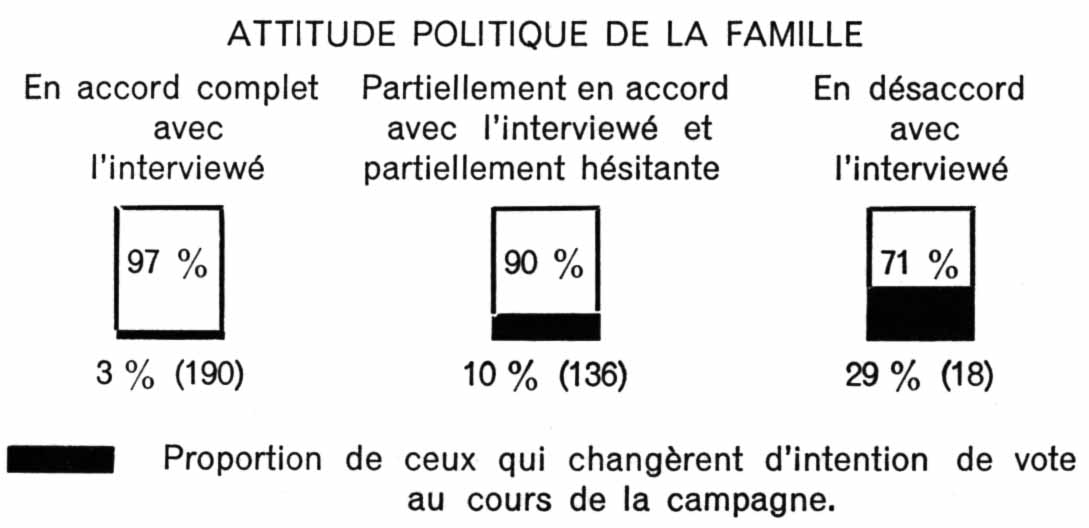 ATTITUDE POLITIQUE DE LA FAMILLE
En accord complet
avec
l'interviewé
Partiellement en accord
avec l'interviewé et
partiellement hésitante
En désaccord
avec
l'interviewé
97 %
90 %
71 %
3 % (190)
10 % (136)
29 % (18)
Proportion de ceux qui changèrent d'intention de vote
au cours de la campagne.